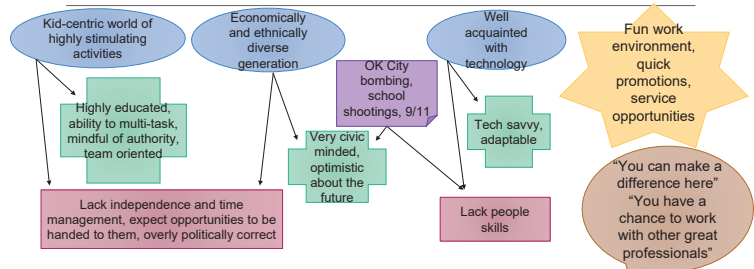 Kid-centric world of
highly stimulating
activities
Economically
and ethnically
diverse
generation
Well
acquainted
with
technology
Fun work
environment,
quick
promotions,
service
opportunities
OK City
bombing,
school
shootings, 9/11
Highly educated,
ability to multi-task,
mindful of authority,
team oriented
Very civic
minded,
optimistic
about the
future
Tech savvy,
adaptable
Lack independence and time
management, expect opportunities to be
handed to them, overly politically correct
Lack people
skills
“You can make a
difference here”
“You have a
chance to work
with other great
professionals”